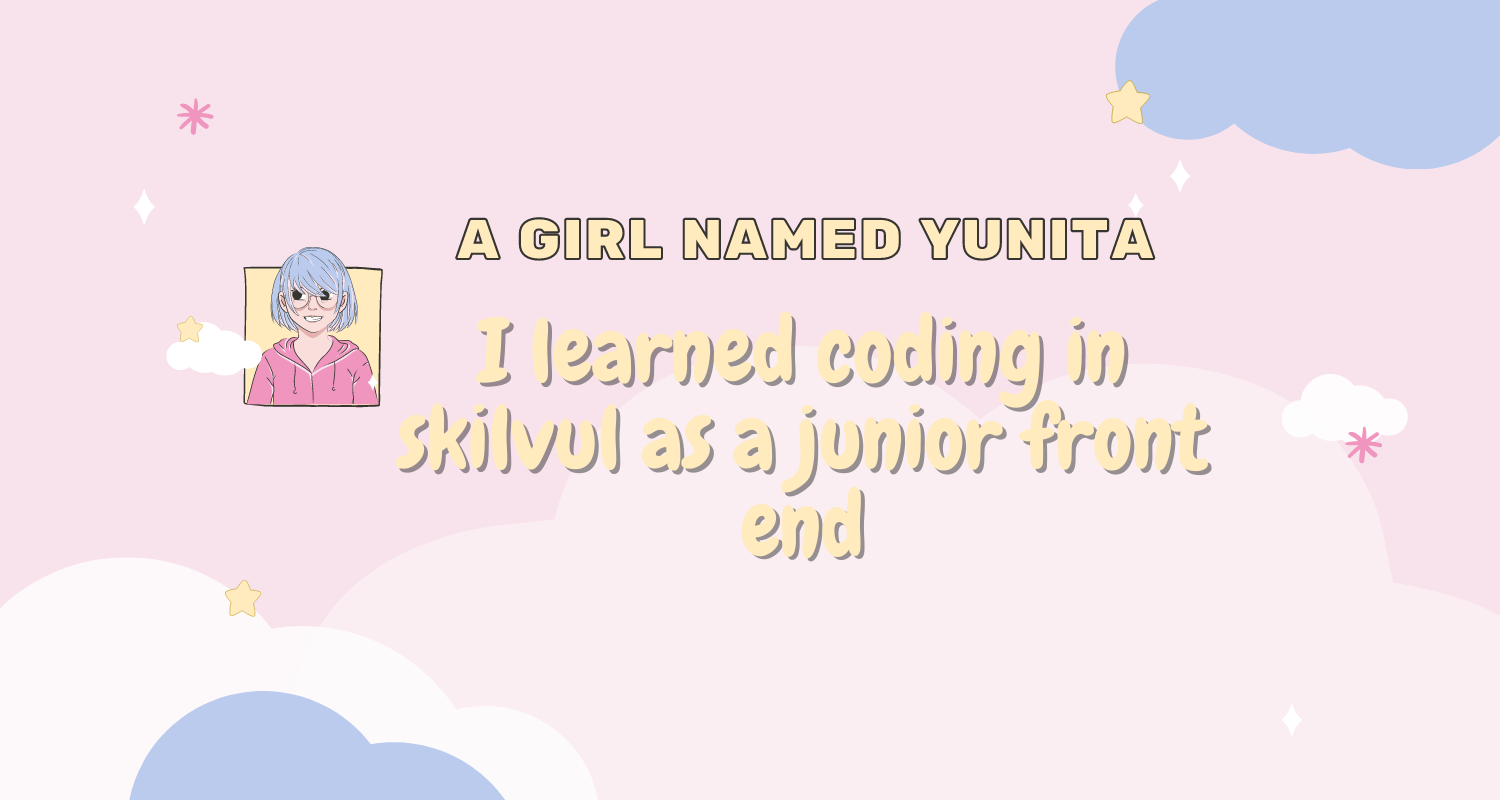 A GIRL NAMED YUNITA
I learned coding in
skilvul as a junior front
end